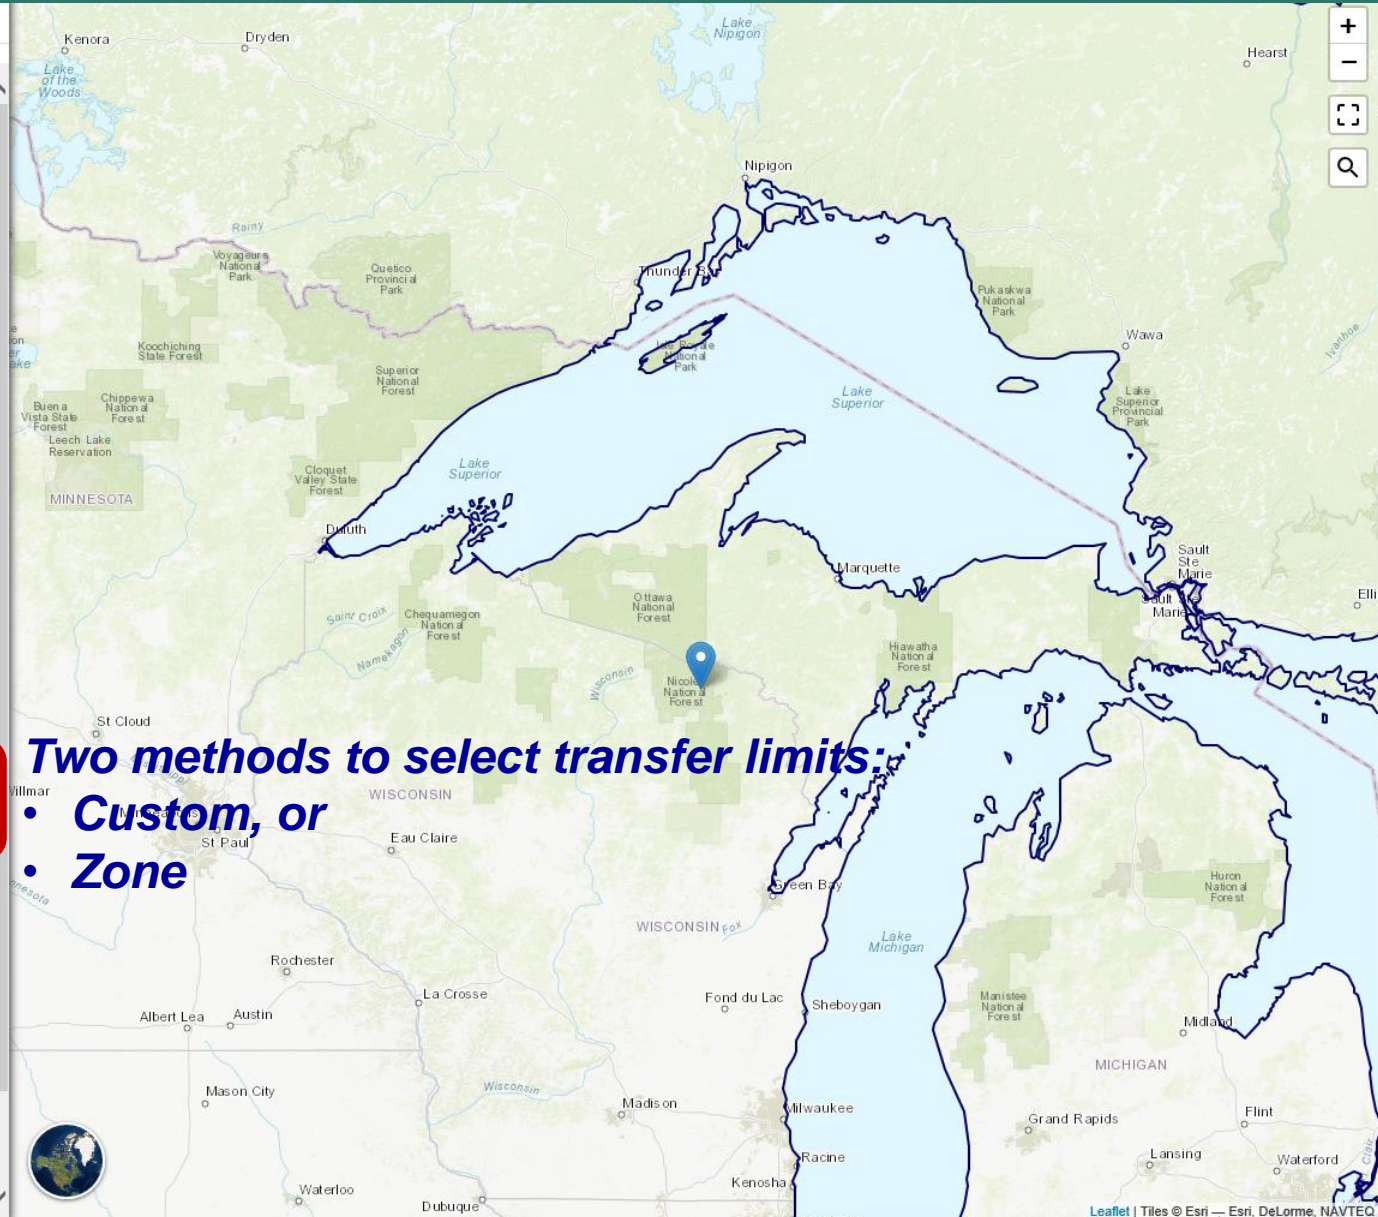 Kenora
Dryden
Lake
Nipigon
Hearst
Lake
of the
Woods
+
−
Nipigon
Rainy
Voyageurs
National
Park
Quetico
Provincial
Park
Thunder Bay
Pukaskwa
National
Park
Wawa
Ivanhoe
Koochiching
State Forest
Isle Royale
National
Park
Superior
National
Forest
Lake
Superior
Lake
Superior
Provincial
Park
Buena
Vista State
Forest
Chippewa
National
Forest
Leech Lake
Reservation
Cloquet
Valley State
Forest
Lake
Superior
MINNESOTA
Duluth
Marquette
Sault
Ste
Marie
Sault Ste
Marie
Elli
Ottawa
National
Forest
Saint Croix
Namekagon
Chequamegon
National
Forest
Hiawatha
National
Forest
Wisconsin
Nicolet
National
Forest
St Cloud
Two methods to select transfer limits:
• Custom, or
• Zone
Willmar
WISCONSIN
Minneapolis
St Paul
Eau Claire
Green Bay
Huron
National
Forest
WISCONSIN
Fox
Lake
Michigan
Rochester
La Crosse
Fond du Lac
Sheboygan
Manistee
National
Forest
Albert Lea
Austin
Midland
MICHIGAN
Mason City
Wisconsin
Madison
Milwaukee
Grand Rapids
Flint
Racine
Lansing
Waterford
Clair
Kenosha
Waterloo
Dubuque
Leaflet | Tiles © Esri — Esri, DeLorme, NAVTEQ